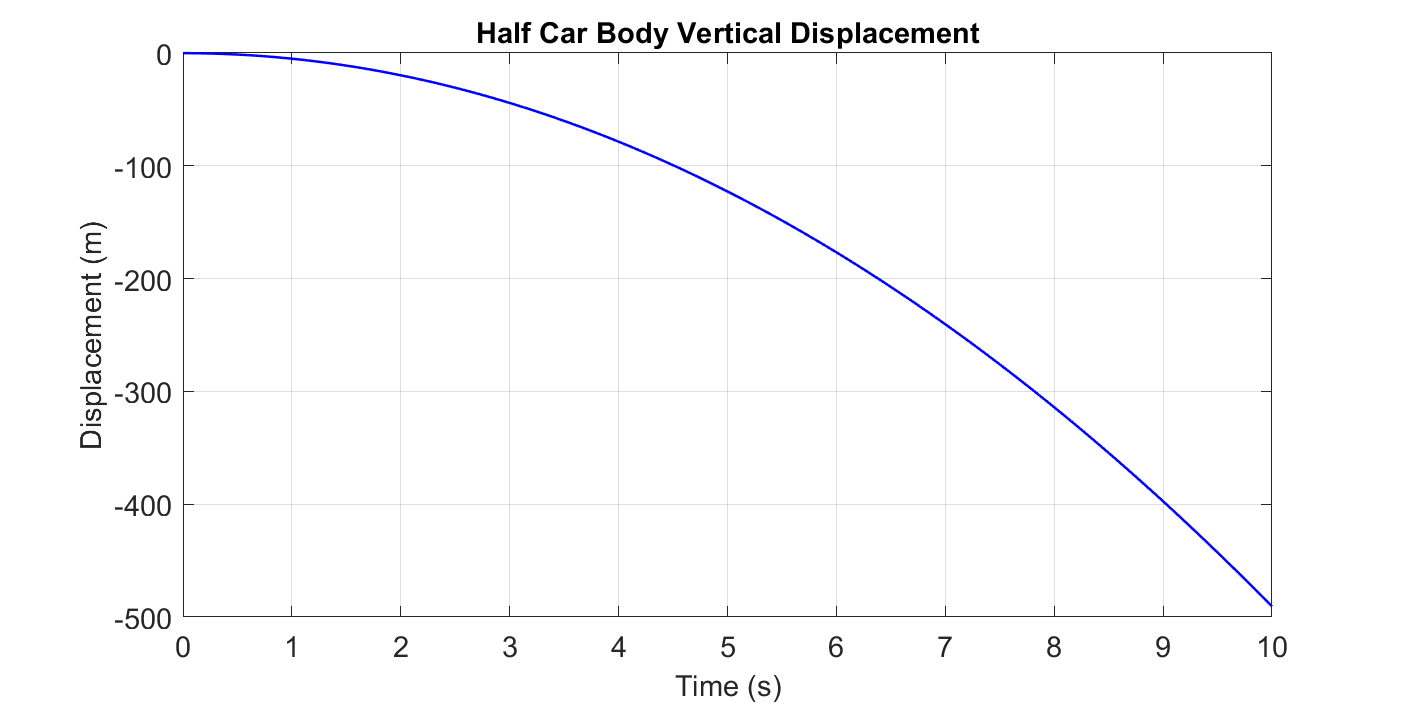 Half Car Body Vertical Displacement
0
-100
-200
-300
-400
-500
Displacement (m)
0 1 2 3 4 5 6 7 8 9 10
Time (s)